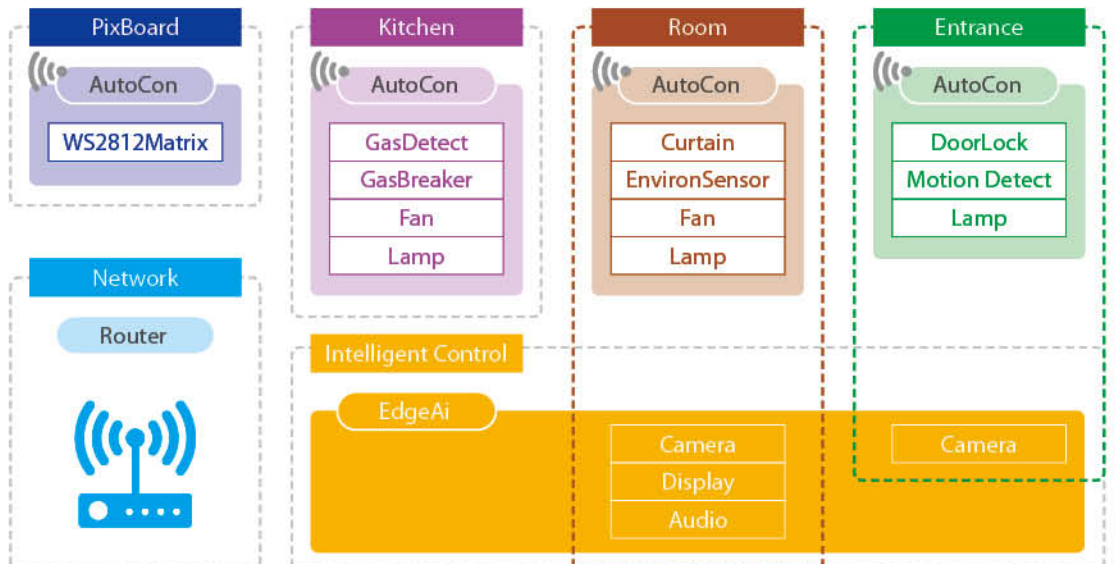 PixBoard
AutoCon
WS2812Matrix
Kitchen
AutoCon
GasDetect
GasBreaker
Fan
Lamp
Room
AutoCon
Curtain
EnvironSensor
Fan
Lamp
Entrance
AutoCon
DoorLock
Motion Detect
Lamp
Network
Router
Intelligent Control
EdgeAi
Camera
Display
Audio
Camera